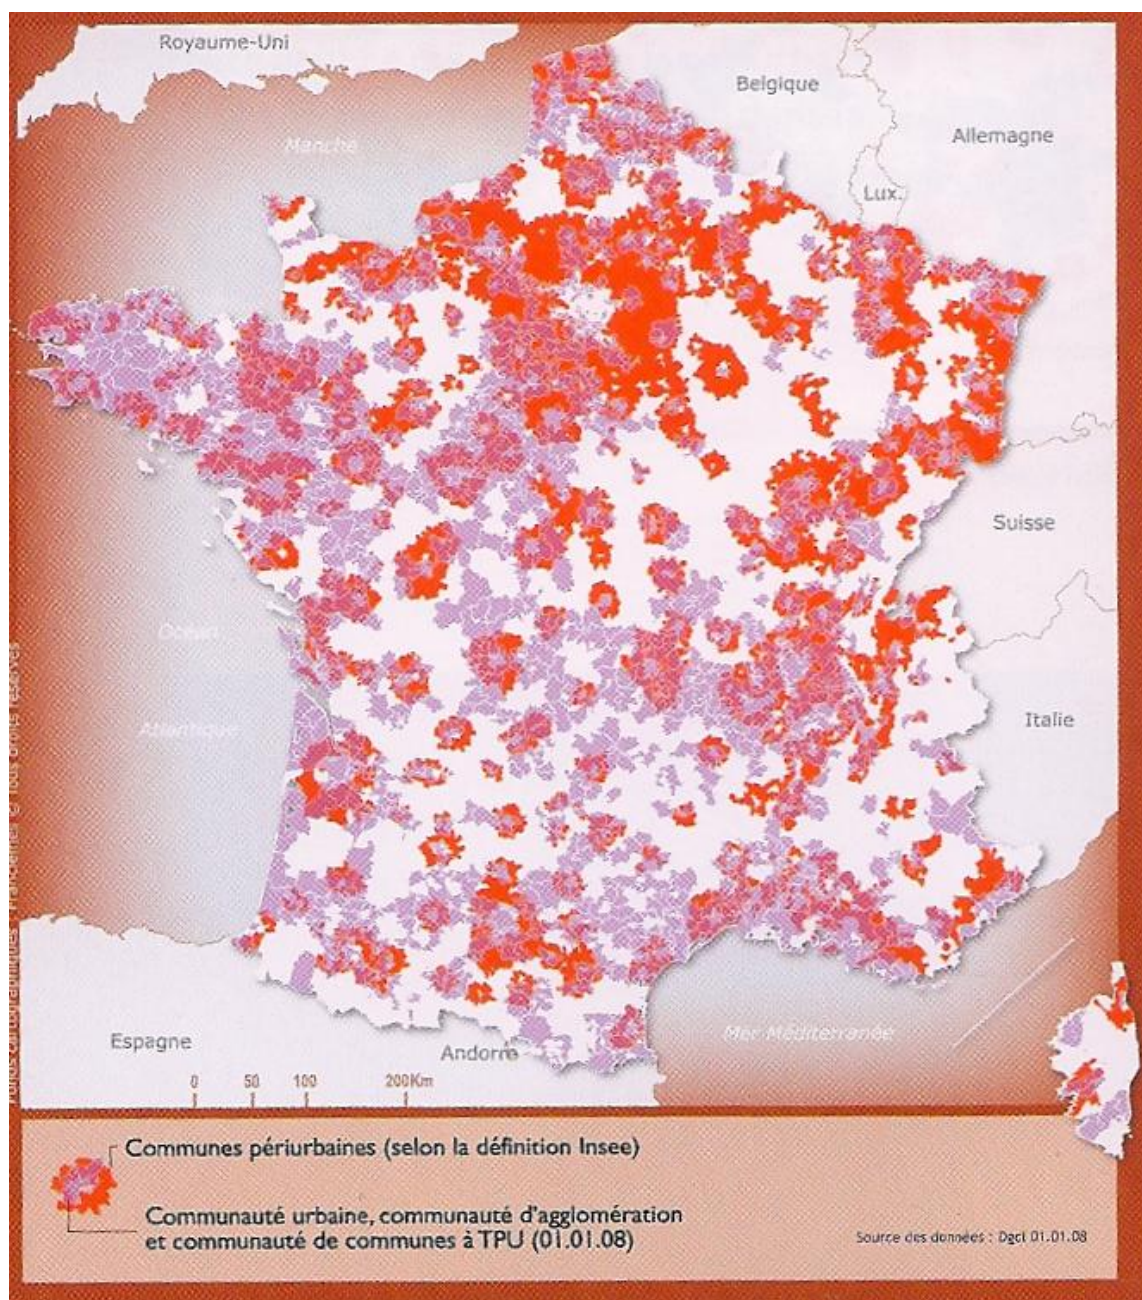 Royaume-Uni
Belgique
Allemagne
Manche
Lux.
Suisse
Océan
Atlantique
Italie
Mer Méditerranée
Espagne
Andorre
0 50 100 200Km
Communes périurbaines (selon la définition Insee)
Communauté urbaine, communauté d'agglomération
et communauté de communes à TPU (01.01.08)
Source des données : Dgcl 01.01.08